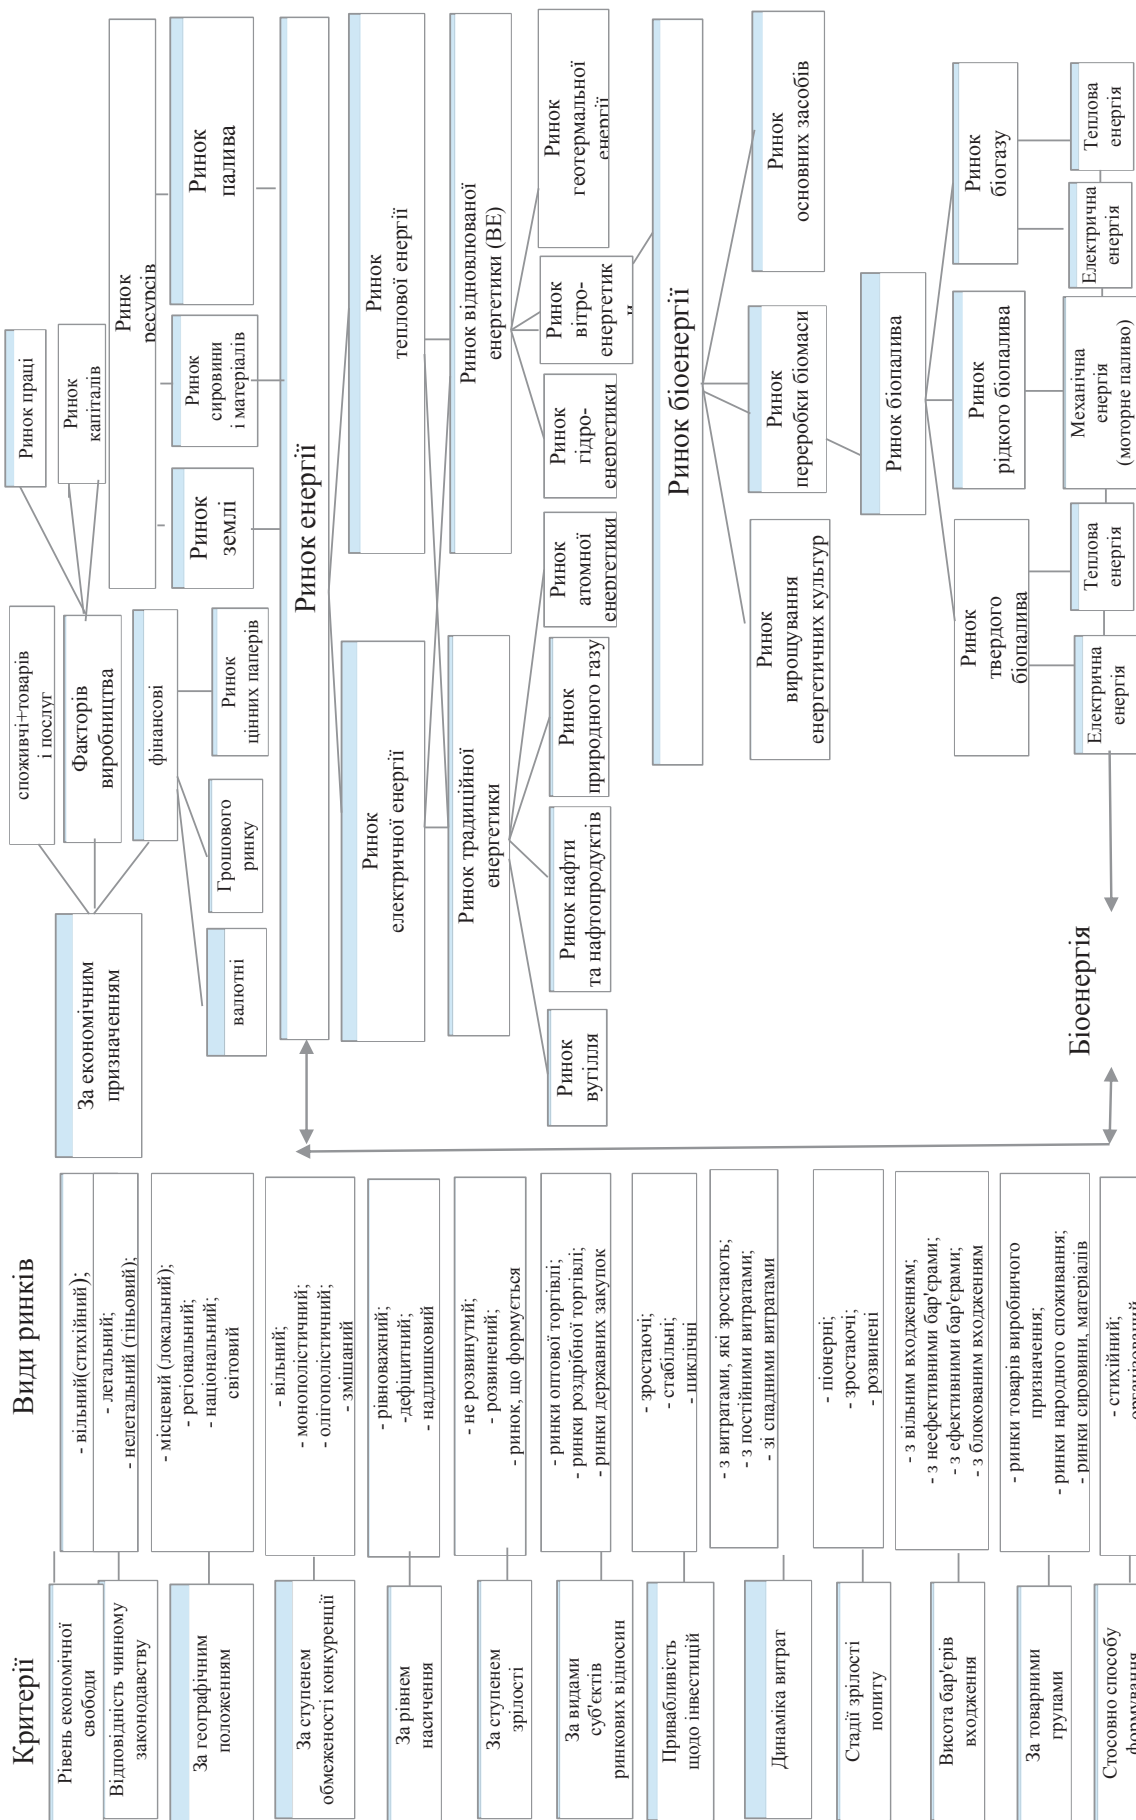 Критерії
Види ринків
Рівень економічної
свободи
- вільний(стихійний);
Відповідність чинному
законодавству
- легальний;
- нелегальний (тіньовий);
За географічним
положенням
- місцевий (локальний);
- регіональний;
- національний;
світовий
За ступенем
обмеженості конкуренції
- вільний;
- монополістичний;
- олігополістичний;
- змішаний
За рівнем
насичення
- рівноважний;
-дефіцитний;
- надлишковий
За ступенем
зрілості
- не розвинутий;
- розвинений;
- ринок, що формується
За видами
суб'єктів
ринкових відносин
- ринки оптової торгівлі;
- ринки роздрібної торгівлі;
- ринки державних закупок
Привабливість
щодо інвестицій
- зростаючі;
- стабільні;
- циклічні
Динаміка витрат
- з витратами, які зростають;
- з постійними витратами;
- зі спадними витратами
Стадії зрілості
попиту
- піонерні;
- зростаючі;
- розвинені
Висота бар'єрів
входження
- з вільним входженням;
- з неефективними бар'єрами;
- з ефективними бар'єрами;
- з блокованим входженням
За товарними
групами
- ринки товарів виробничого
призначення;
- ринки народного споживання;
- ринки сировини, матеріалів
Стосовно способу
формування
- стихійний;
організований
За економічним
призначенням
споживчі+товарів
і послуг
Факторів
виробництва
фінансові
валютні
Грошового
ринку
Ринок
цінних паперів
Ринок праці
Ринок
капіталів
Ринок
ресурсів
Ринок
землі
Ринок
сировини
і матеріалів
Ринок
палива
Ринок енергії
Ринок
електричної енергії
Ринок
теплової енергії
Ринок традиційної
енергетики
Ринок відновлюваної
енергетики (ВЕ)
Ринок
вугілля
Ринок нафти
та нафтопродуктів
Ринок
природного газу
Ринок
атомної
енергетики
Ринок
гідро-
енергетики
Ринок
вітро-
енергетик
и
Ринок
геотермальної
енергії
Ринок біоенергії
Ринок
вирощування
енергетичних культур
Ринок
переробки біомаси
Ринок
основних засобів
Ринок біопалива
Ринок
твердого
біопалива
Ринок
рідкого біопалива
Ринок
біогазу
Біоенергія
Електрична
енергія
Теплова
енергія
Механічна
енергія
(моторне паливо)
Електрична
енергія
Теплова
енергія